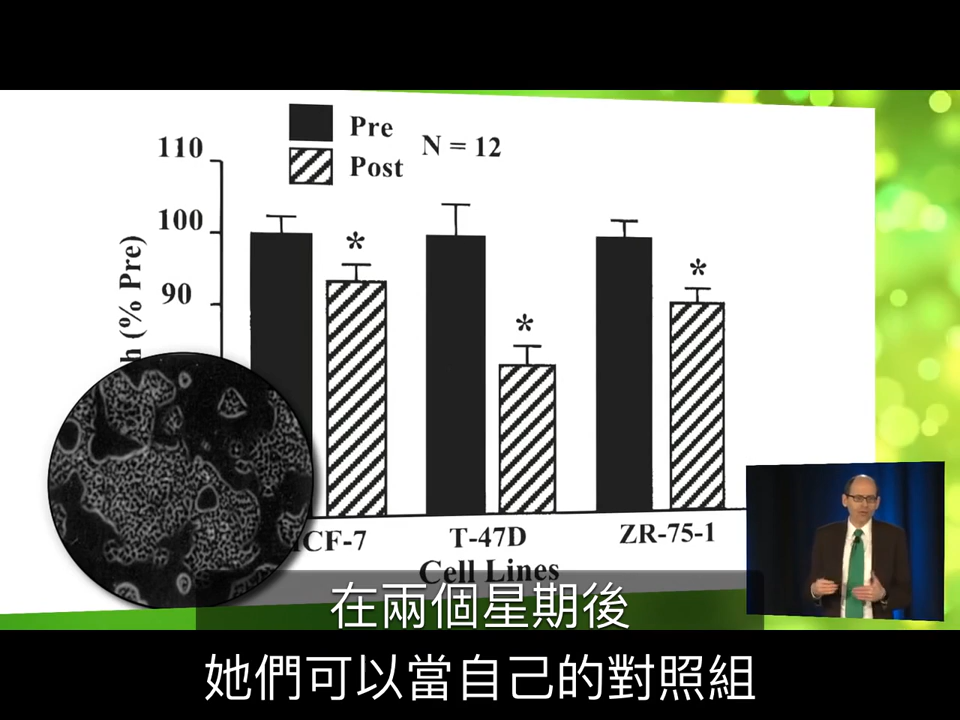 Pre
N = 12
Post
110
100
90
(% Pre)
CF-7
T-47D
ZR-75-1
Cell Lines
*
*
*
在兩個星期後
她們可以當自己的對照組